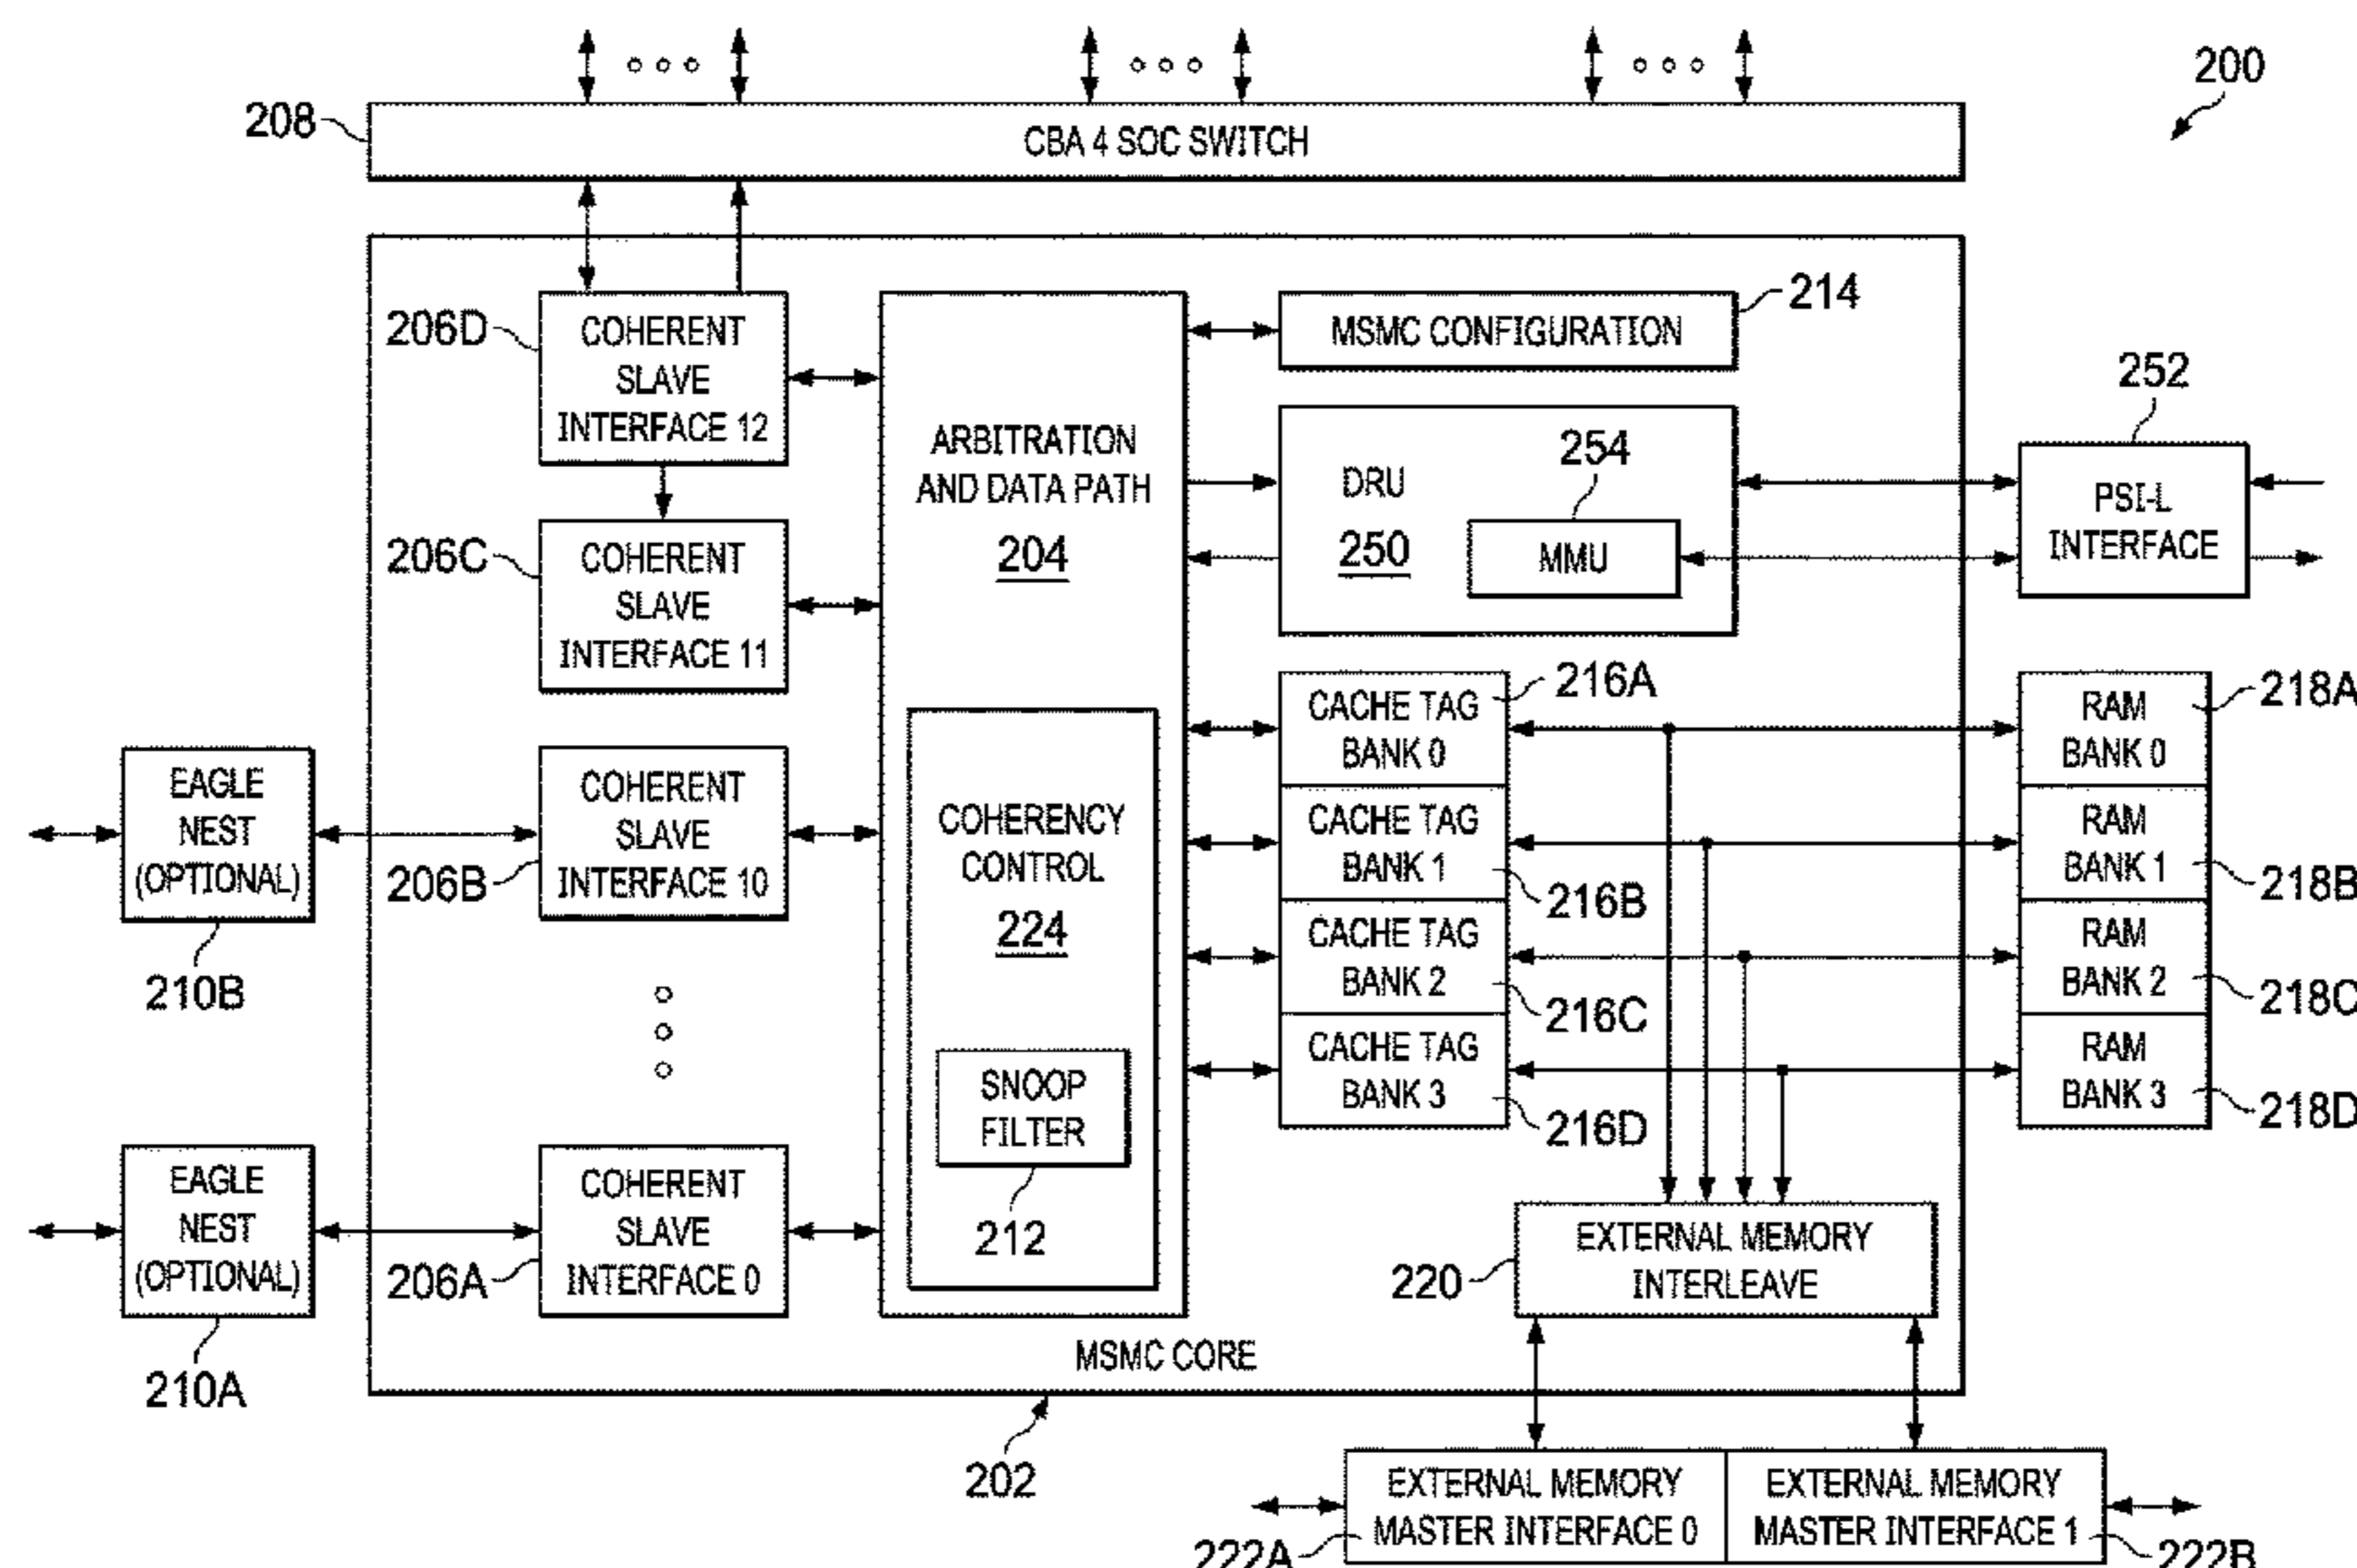 200
208
CBA 4 SOC SWITCH
206D
COHERENT
SLAVE
INTERFACE 12
206C
COHERENT
SLAVE
INTERFACE 11
EAGLE
NEST
(OPTIONAL)
210B
206B
COHERENT
SLAVE
INTERFACE 10
EAGLE
NEST
(OPTIONAL)
210A
206A
COHERENT
SLAVE
INTERFACE 0
ARBITRATION
AND DATA PATH
204
COHERENCY
CONTROL
224
SNOOP
FILTER
212
MSMC CONFIGURATION
214
DRU
250
254
MMU
252
PSI-L
INTERFACE
CACHE TAG
BANK 0
216A
CACHE TAG
BANK 1
216B
CACHE TAG
BANK 2
216C
CACHE TAG
BANK 3
216D
RAM
BANK 0
218A
RAM
BANK 1
218B
RAM
BANK 2
218C
RAM
BANK 3
218D
EXTERNAL MEMORY
INTERLEAVE
220
MSMC CORE
202
EXTERNAL MEMORY
MASTER INTERFACE 0
222A
EXTERNAL MEMORY
MASTER INTERFACE 1
222B